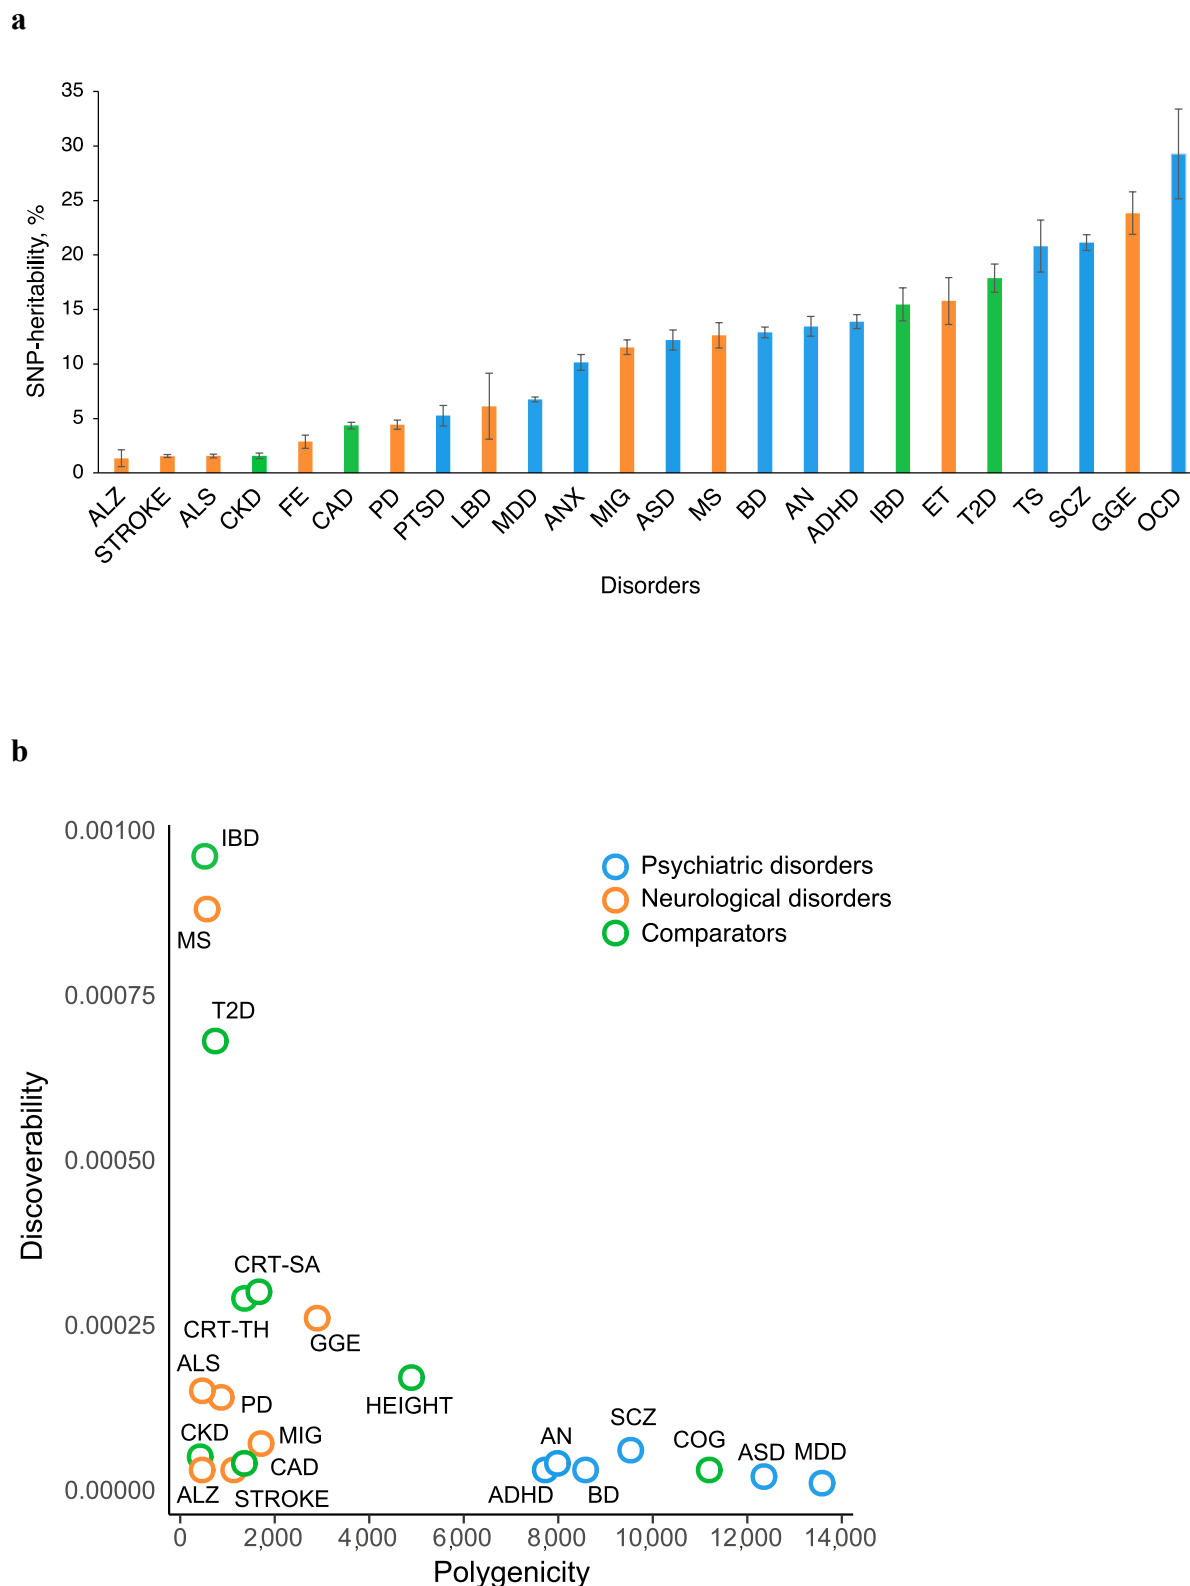 a
35
30
25
20
15
10
5
0
SNP-heritability, %
ALZ
STROKE
ALS
CKD
FE
CAD
PD
PTSD
LBD
MDD
ANX
MIG
ASD
MS
BD
AN
ADHD
IBD
ET
T2D
TS
SCZ
GGE
OCD
Disorders
b
0.00100
0.00075
0.00050
0.00025
0.00000
Discoverability
IBD
MS
T2D
CRT-SA
CRT-TH
GGE
ALS
PD
HEIGHT
CKD
MIG
CAD
ALZ
STROKE
AN
SCZ
COG
ASD
MDD
ADHD
BD
Psychiatric disorders
Neurological disorders
Comparators
0
2,000
4,000
6,000
8,000
10,000
12,000
14,000
Polygenicity